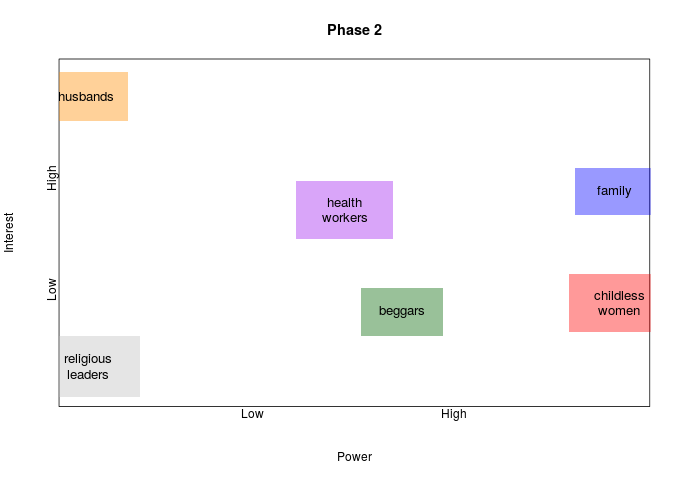 Phase 2
husbands
High
family
health
workers
Interest
Low
childless
women
beggars
religious
leaders
Low
High
Power